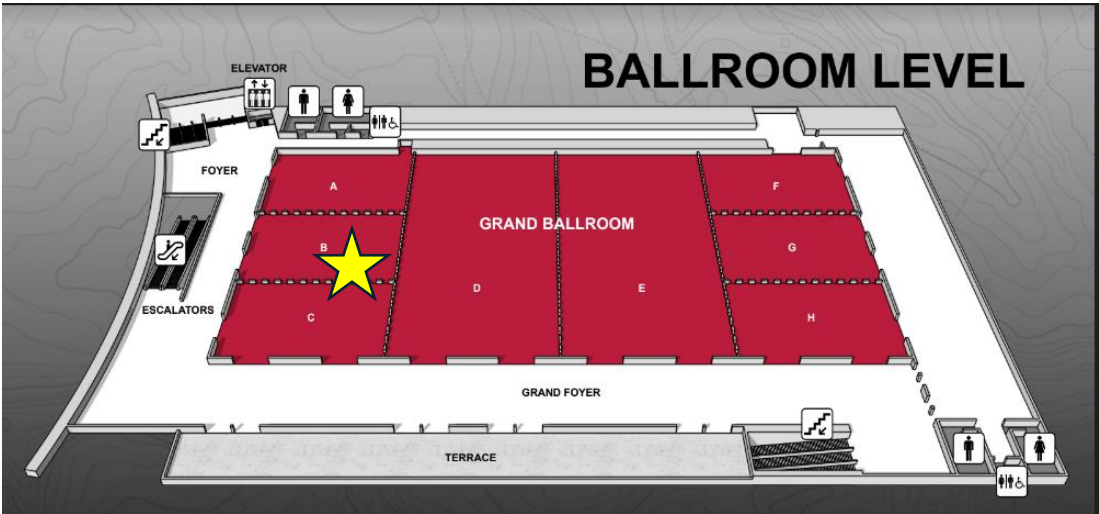 BALLROOM LEVEL
ELEVATOR
FOYER
A
F
GRAND BALLROOM
B
G
D
E
ESCALATORS
C
H
GRAND FOYER
TERRACE